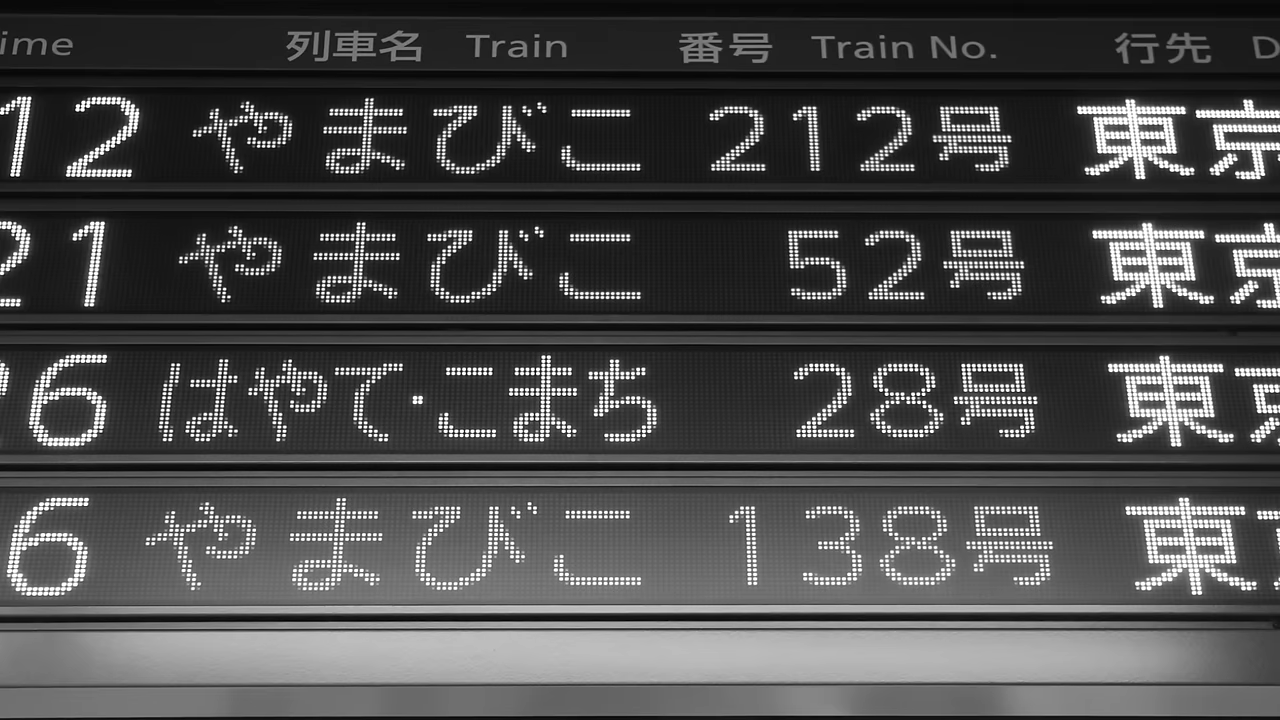 ime 列車名 Train 番号 Train No. 行先 D
12 やまびこ 212号 東京
21 やまびこ 52号 東京
6 はやて・こまち 28号 東
6 やまびこ 138号 東